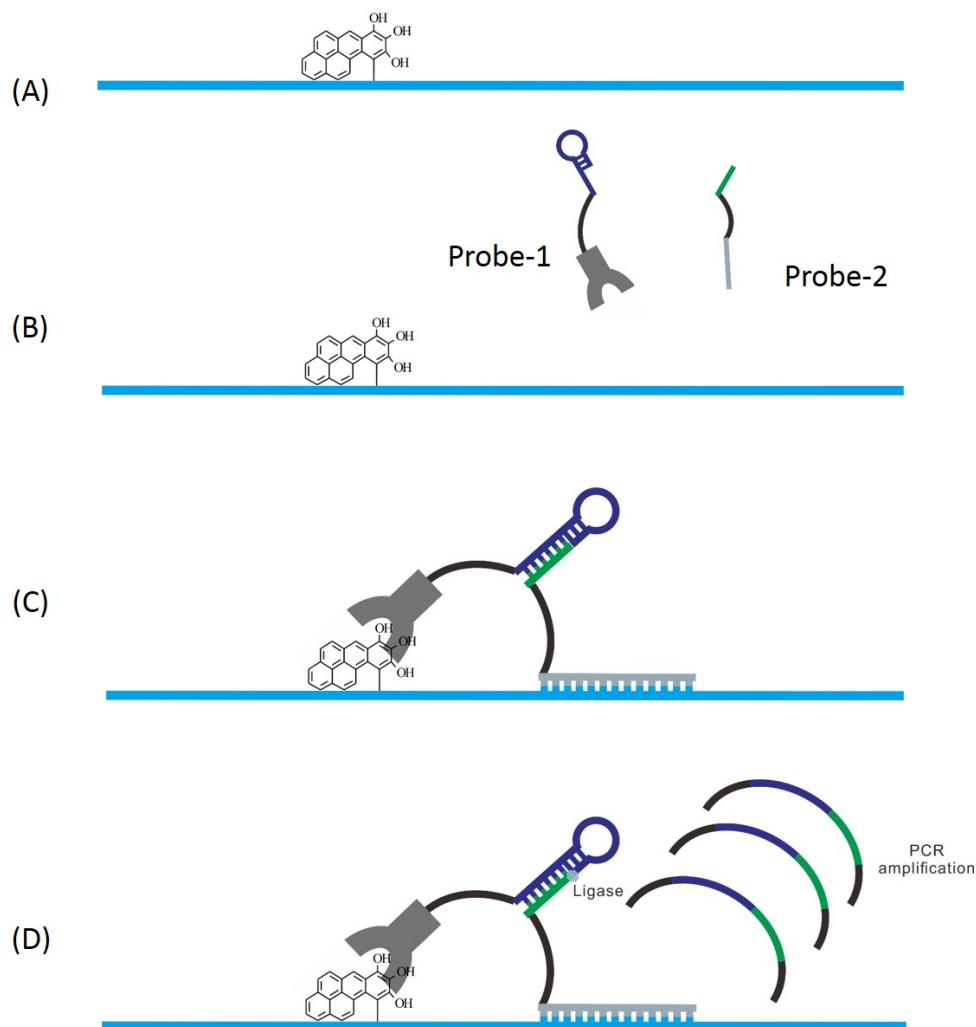 OH
OH
OH
(A)
Probe-1
Probe-2
(B)
OH
OH
OH
(C)
OH
OH
OH
PCR
amplification
Ligase
(D)
OH
OH
OH